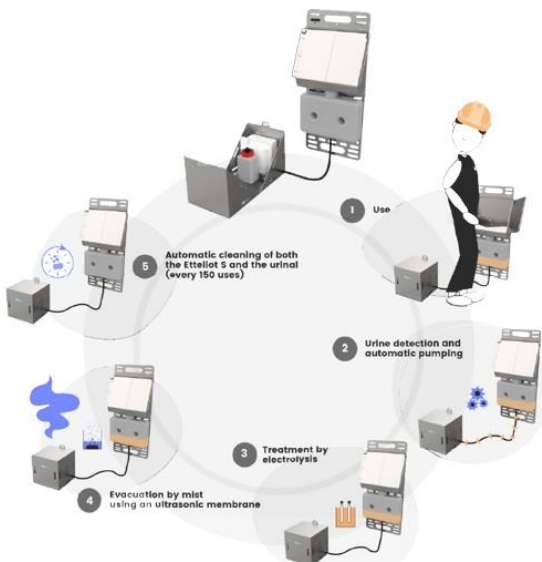 1 Use
2 Urine detection and
automatic pumping
3 Treatment by
electrolysis
4 Evacuation by mist
using an ultrasonic membrane
5 Automatic cleaning of both
the Etteliot S and the urinal
(every 150 uses)